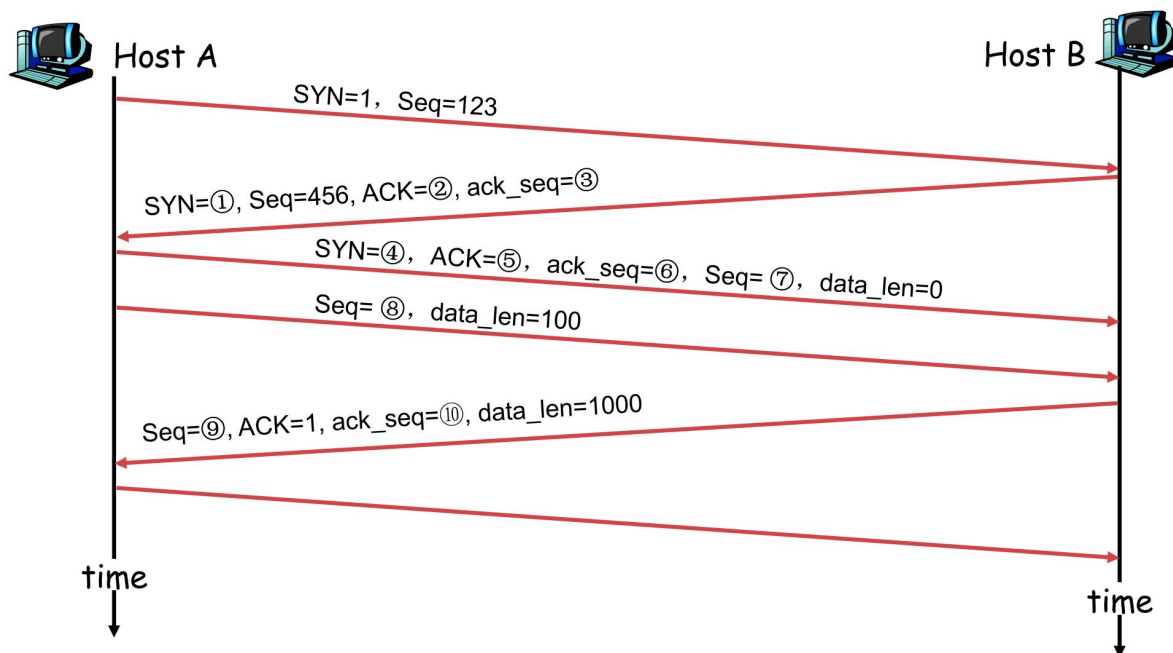 Host A
Host B
SYN=1，Seq=123
SYN=①, Seq=456, ACK=②, ack_seq=③
SYN=④，ACK=⑤，ack_seq=⑥，Seq= ⑦，data_len=0
Seq= ⑧，data_len=100
Seq=⑨, ACK=1, ack_seq=⑩, data_len=1000
time
time